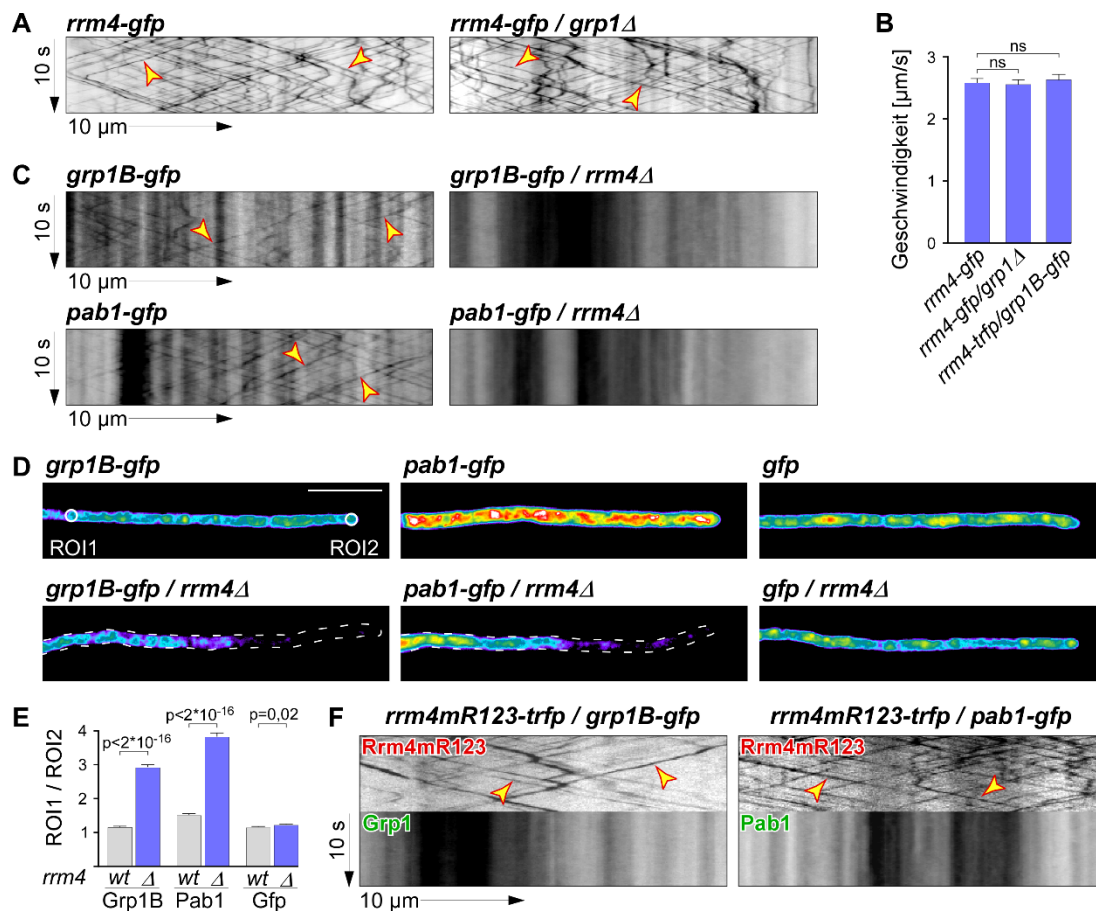 A
rrm4-gfp
rrm4-gfp / grp1Δ
10 s
10 µm
B
ns
ns
Geschwindigkeit [µm/s]
3
2
1
0
rrm4-gfp
rrm4-gfp/grp1Δ
rrm4-trfp/grp1B-gfp
C
grp1B-gfp
grp1B-gfp / rrm4Δ
10 s
10 µm
pab1-gfp
pab1-gfp / rrm4Δ
10 s
10 µm
D
grp1B-gfp
pab1-gfp
gfp
ROI1
ROI2
grp1B-gfp / rrm4Δ
pab1-gfp / rrm4Δ
gfp / rrm4Δ
E
p<2*10-16
p<2*10-16
p=0,02
ROI1 / ROI2
4
3
2
1
rrm4
wt Δ wt Δ wt Δ
Grp1B Pab1 Gfp
F
rrm4mR123-trfp / grp1B-gfp
rrm4mR123-trfp / pab1-gfp
Rrm4mR123
Rrm4mR123
Grp1
Pab1
10 s
10 µm